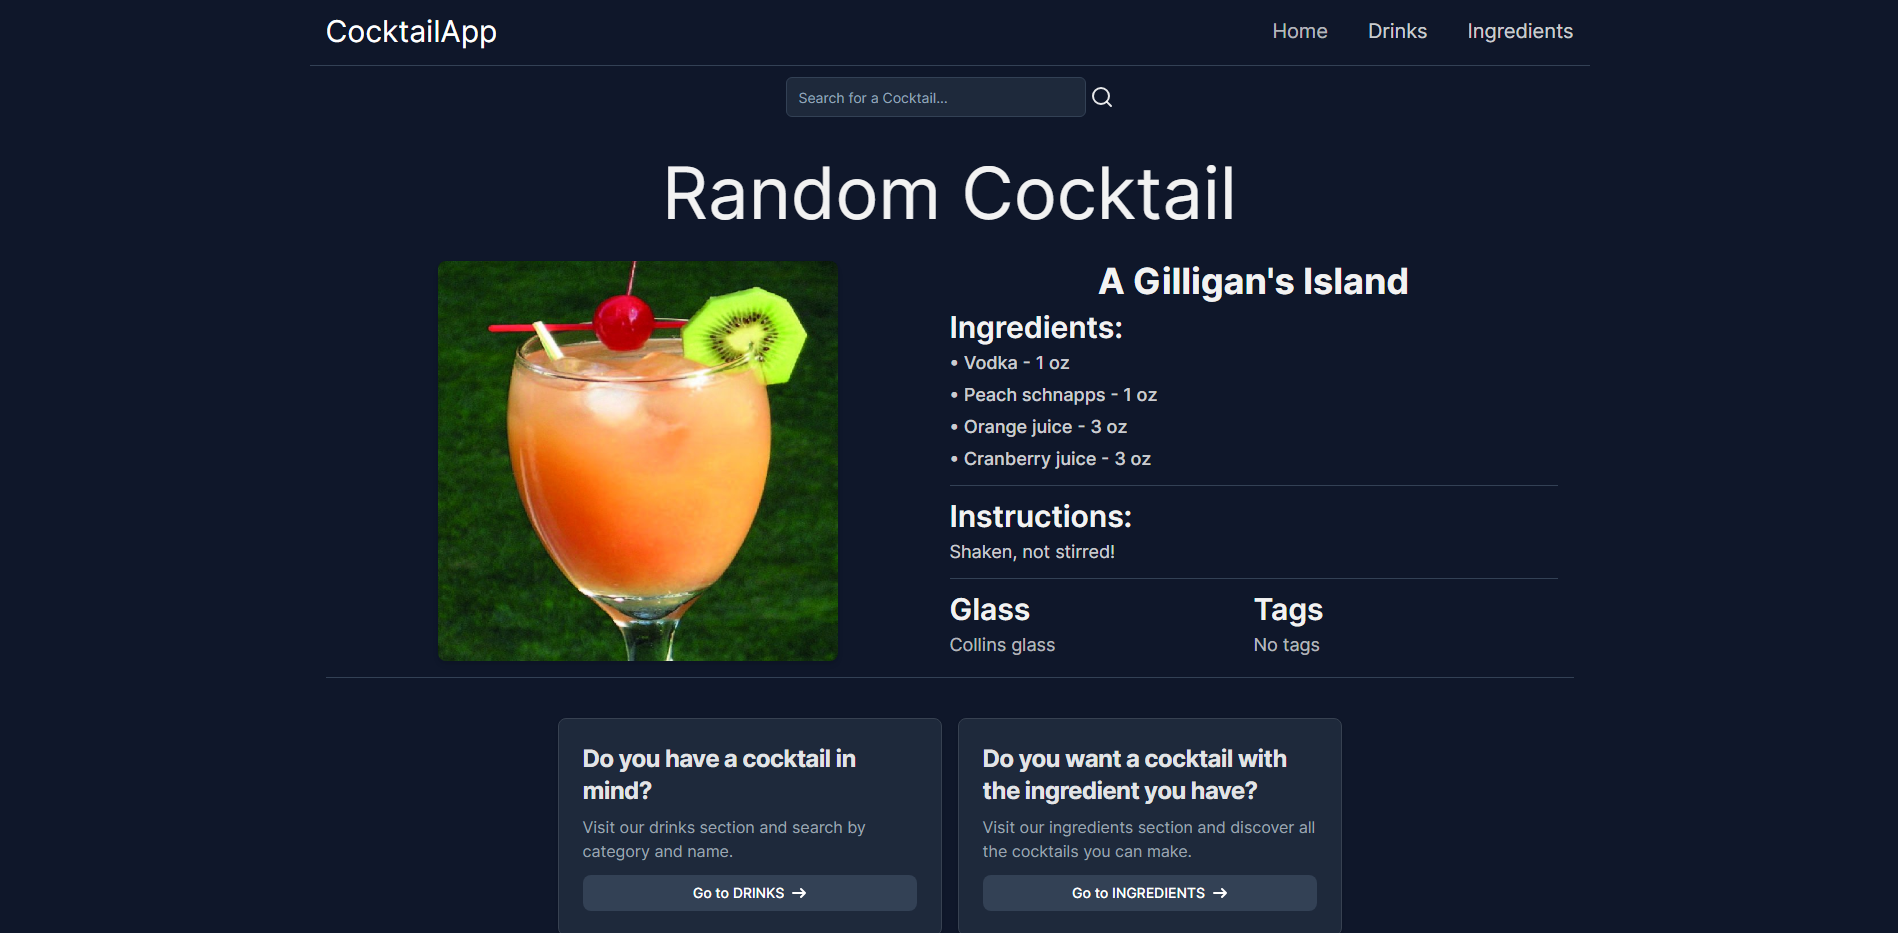 CocktailApp
Home Drinks Ingredients
Search for a Cocktail...
Random Cocktail
A Gilligan's Island
Ingredients:
• Vodka - 1 oz
• Peach schnapps - 1 oz
• Orange juice - 3 oz
• Cranberry juice - 3 oz
Instructions:
Shaken, not stirred!
Glass
Collins glass
Tags
No tags
Do you have a cocktail in
mind?
Visit our drinks section and search by
category and name.
Go to DRINKS →
Do you want a cocktail with
the ingredient you have?
Visit our ingredients section and discover all
the cocktails you can make.
Go to INGREDIENTS →